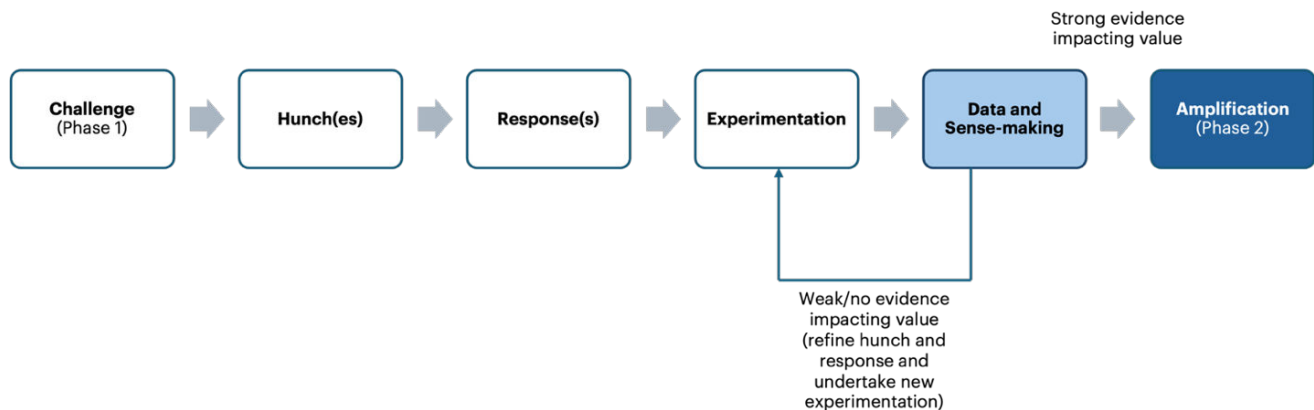 Strong evidence
impacting value
Challenge
(Phase 1)
Hunch(es)
Response(s)
Experimentation
Data and
Sense-making
Amplification
(Phase 2)
Weak/no evidence
impacting value
(refine hunch and
response and
undertake new
experimentation)